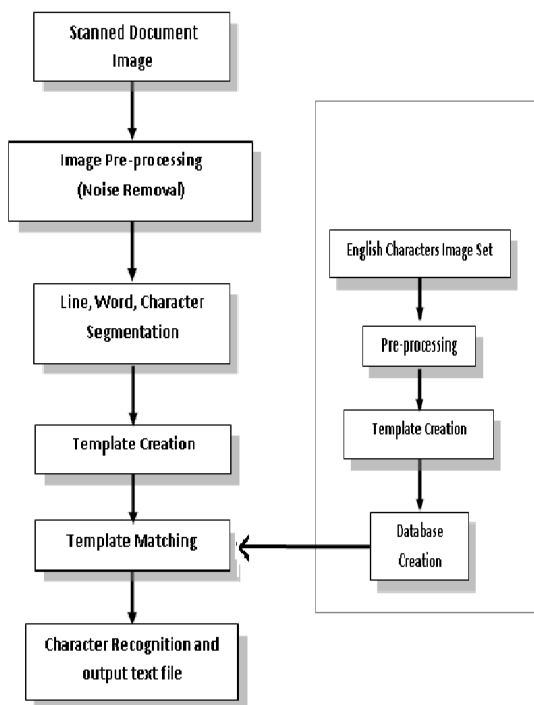 Scanned Document
Image
Image Pre-processing
(Noise Removal)
Line, Word, Character
Segmentation
Template Creation
Template Matching
Character Recognition and
output text file
English Characters Image Set
Pre-processing
Template Creation
Database
Creation